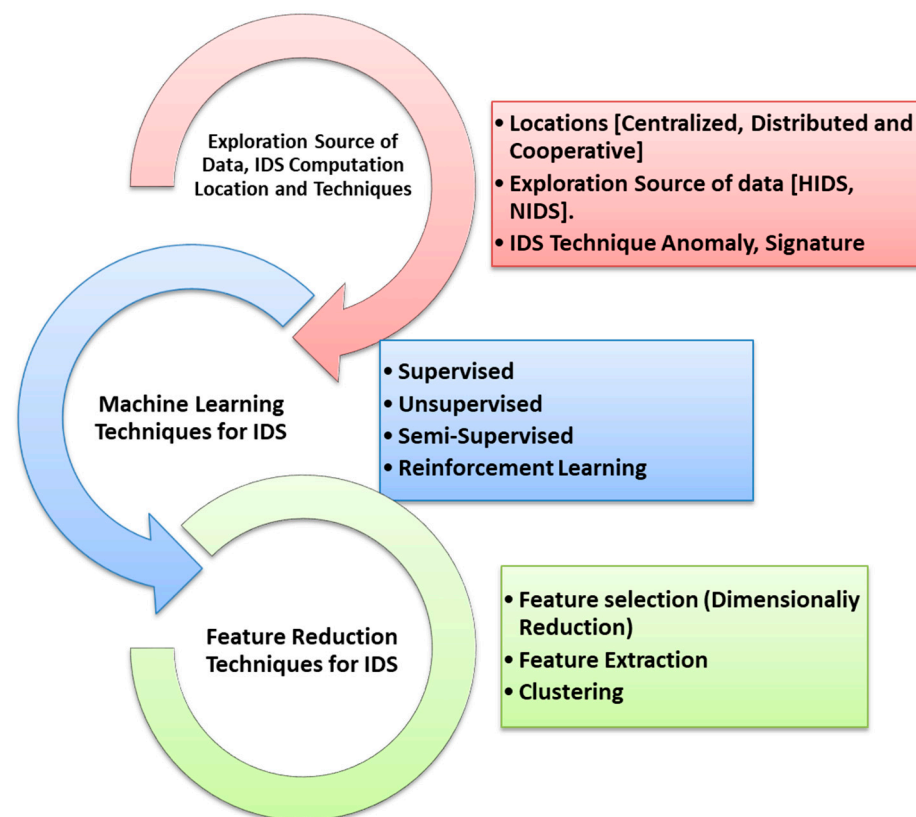 Exploration Source of
Data, IDS Computation
Location and Techniques
• Locations [Centralized, Distributed and
Cooperative]
• Exploration Source of data [HIDS,
NIDS].
• IDS Technique Anomaly, Signature
Machine Learning
Techniques for IDS
• Supervised
• Unsupervised
• Semi-Supervised
• Reinforcement Learning
Feature Reduction
Techniques for IDS
• Feature selection (Dimensionaliy
Reduction)
• Feature Extraction
• Clustering